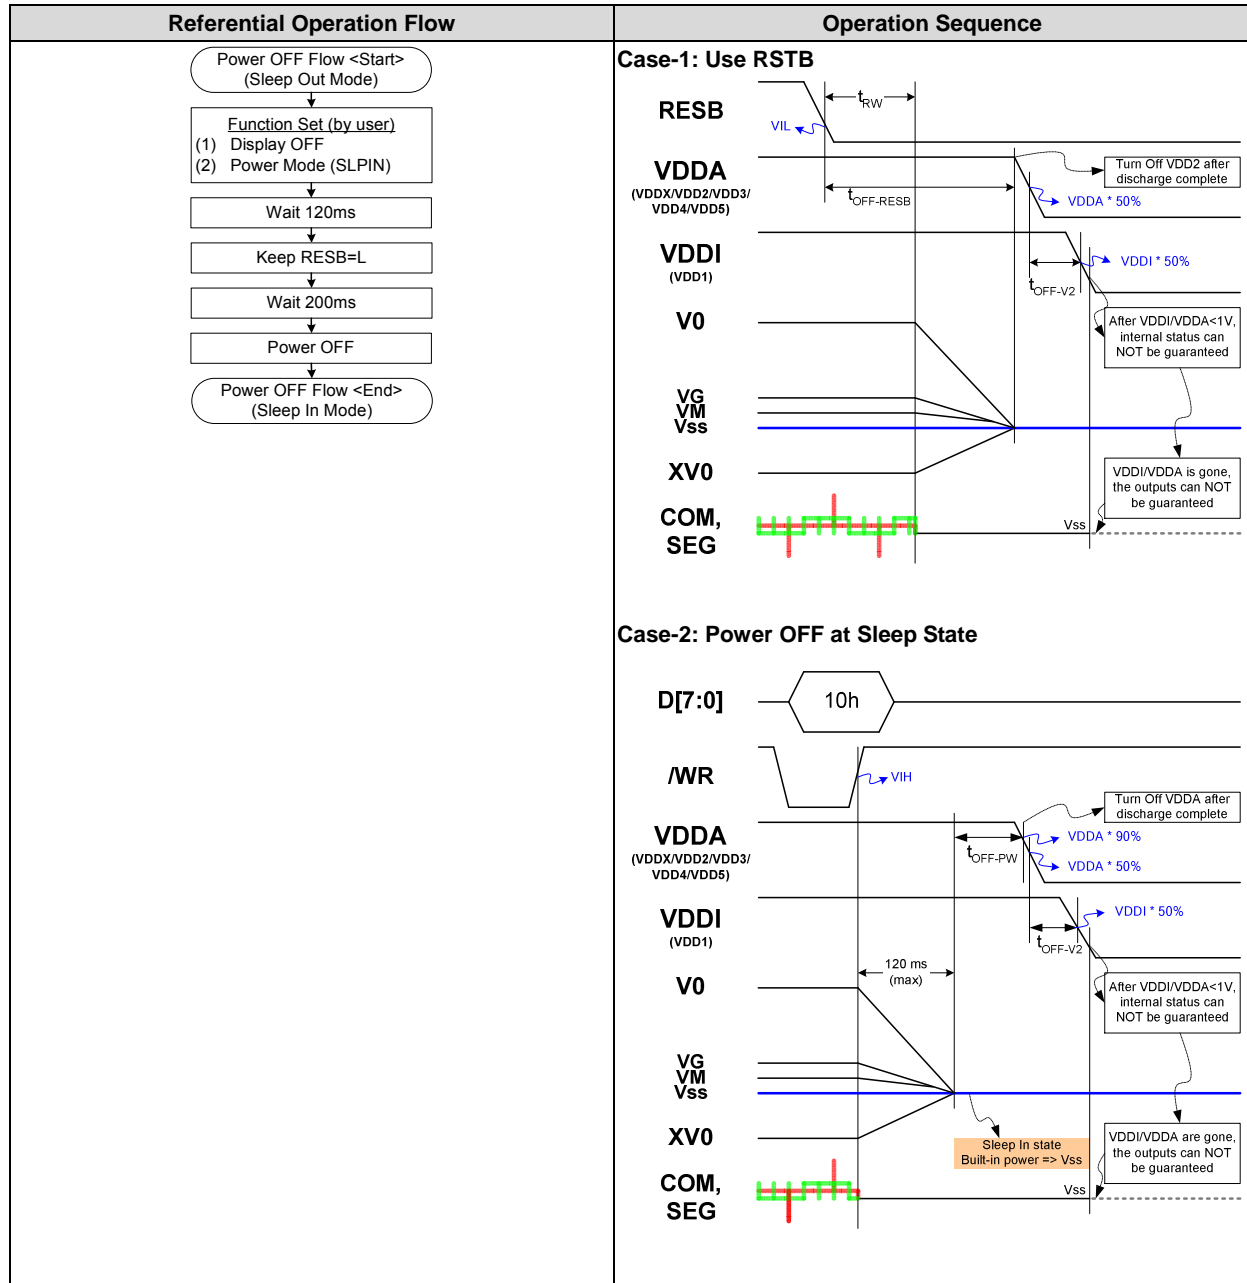 Referential Operation Flow
Operation Sequence
Power OFF Flow <Start>
(Sleep Out Mode)
Function Set (by user)
(1) Display OFF
(2) Power Mode (SLPIN)
Wait 120ms
Keep RESB=L
Wait 200ms
Power OFF
Power OFF Flow <End>
(Sleep In Mode)
Case-1: Use RSTB
RESB
tRW
VIL
VDDA
(VDDX/VDD2/VDD3/
VDD4/VDD5)
tOFF-RESB
Turn Off VDD2 after
discharge complete
VDDA * 50%
VDDI
(VDD1)
VDDI * 50%
tOFF-V2
V0
After VDDI/VDDA<1V,
internal status can
NOT be guaranteed
VG
VM
Vss
XV0
VDDI/VDDA is gone,
the outputs can NOT
be guaranteed
COM,
SEG
Vss
Case-2: Power OFF at Sleep State
D[7:0]
10h
/WR
VIH
Turn Off VDDA after
discharge complete
VDDA
(VDDX/VDD2/VDD3/
VDD4/VDD5)
tOFF-PW
VDDA * 90%
VDDA * 50%
VDDI
(VDD1)
VDDI * 50%
tOFF-V2
120 ms
(max)
V0
After VDDI/VDDA<1V,
internal status can
NOT be guaranteed
VG
VM
Vss
XV0
Sleep In state
Built-in power => Vss
VDDI/VDDA are gone,
the outputs can NOT
be guaranteed
COM,
SEG
Vss